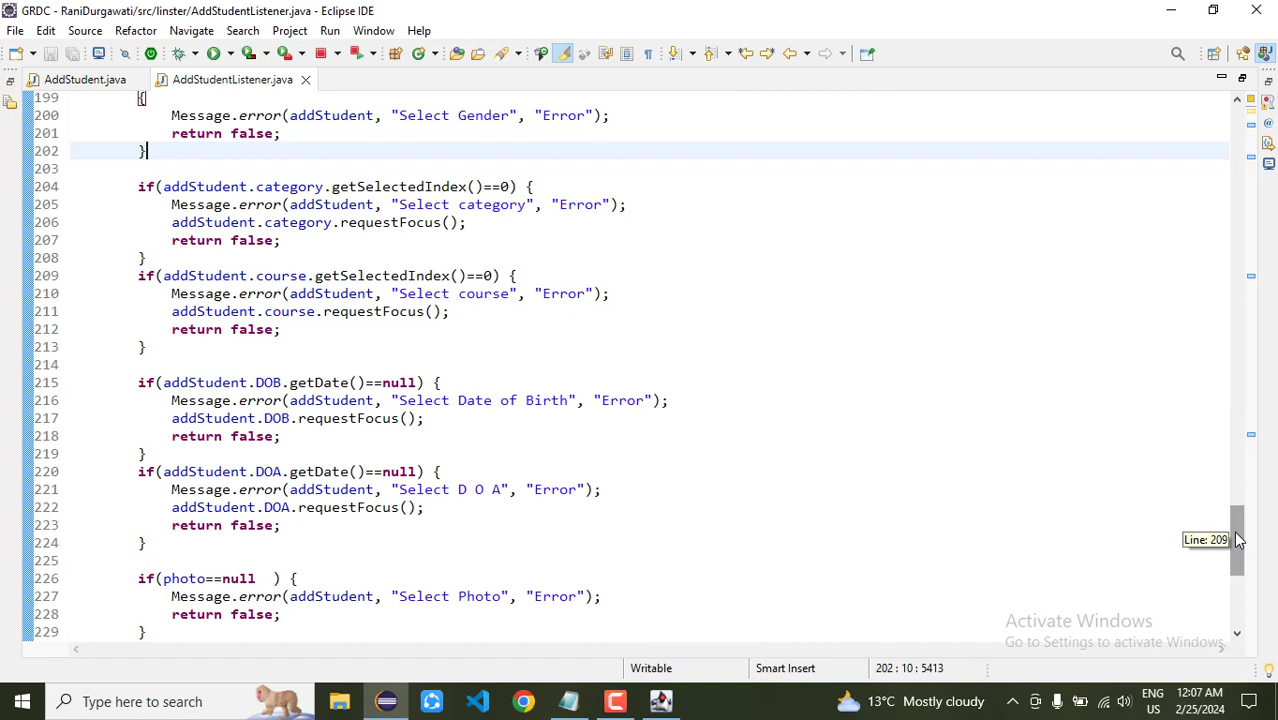 GRDC - RaniDurgawati/src/linster/AddStudentListener.java - Eclipse IDE
File Edit Source Refactor Navigate Search Project Run Window Help
AddStudent.java AddStudentListener.java
199 {
200 Message.error(addStudent, "Select Gender", "Error");
201 return false;
202 }
203
204 if(addStudent.category.getSelectedIndex()==0) {
205 Message.error(addStudent, "Select category", "Error");
206 addStudent.category.requestFocus();
207 return false;
208 }
209 if(addStudent.course.getSelectedIndex()==0) {
210 Message.error(addStudent, "Select course", "Error");
211 addStudent.course.requestFocus();
212 return false;
213 }
214
215 if(addStudent.DOB.getDate()==null) {
216 Message.error(addStudent, "Select Date of Birth", "Error");
217 addStudent.DOB.requestFocus();
218 return false;
219 }
220 if(addStudent.DOA.getDate()==null) {
221 Message.error(addStudent, "Select D O A", "Error");
222 addStudent.DOA.requestFocus();
223 return false;
224 }
225
226 if(photo==null  ) {
227 Message.error(addStudent, "Select Photo", "Error");
228 return false;
229 }
Line: 209
Activate Windows
Go to Settings to activate Windows.
Writable Smart Insert 202 : 10 : 5413
Type here to search 13°C Mostly cloudy ENG US 12:07 AM 2/25/2024